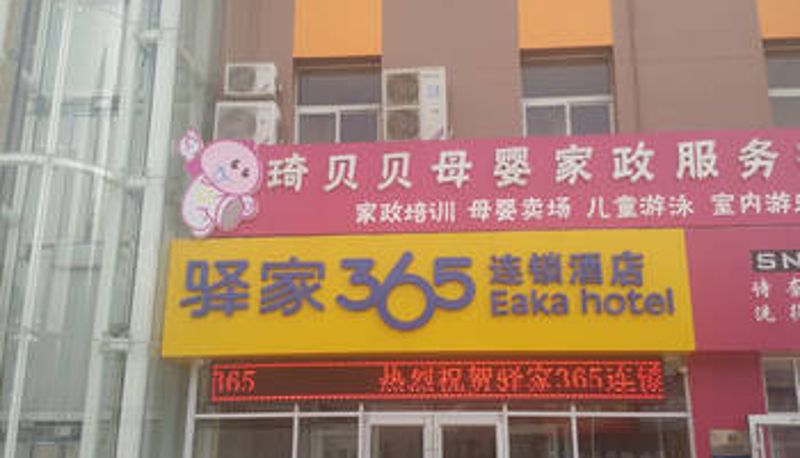 琦贝贝母婴家政服务
家政培训 母婴卖场 儿童游泳 室内游
驿家365 连锁酒店
Eaka hotel
SN
365 热烈祝贺驿家365连锁